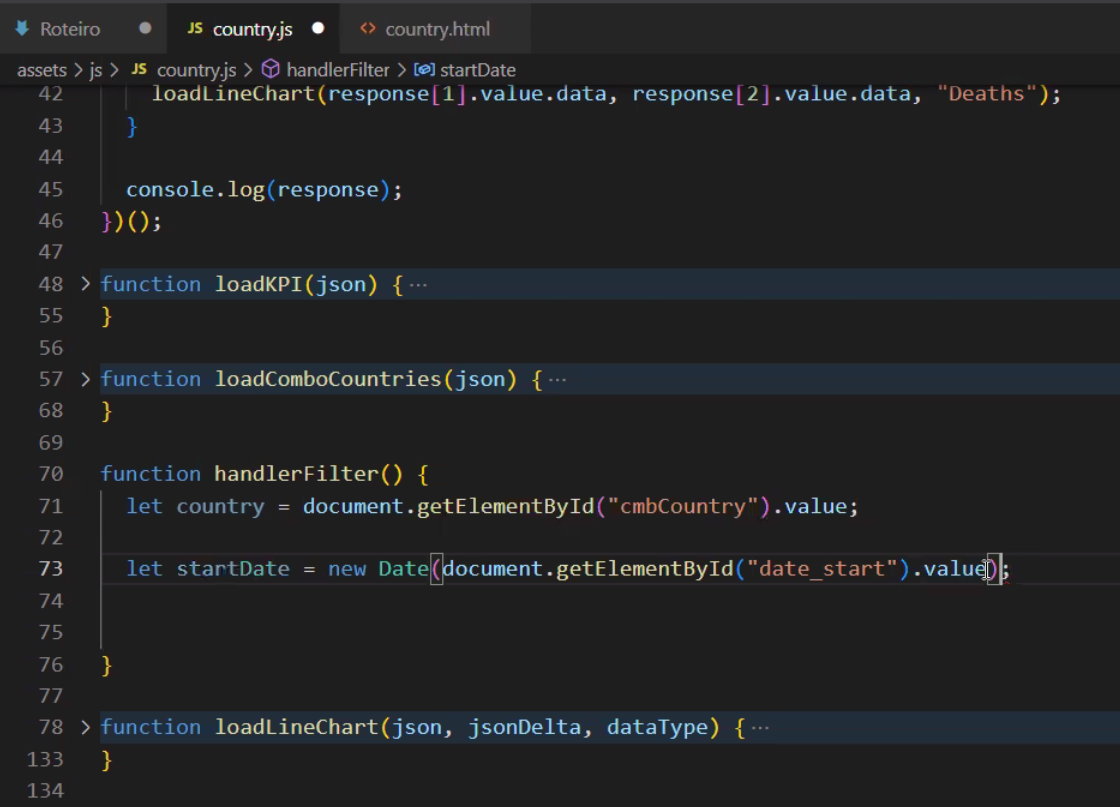 Roteiro
JS country.js
<> country.html
assets > js > JS country.js > handlerFilter > startDate
42 loadLineChart(response[1].value.data, response[2].value.data, "Deaths");
43 }
44
45 console.log(response);
46 })();
47
48 > function loadKPI(json) { ···
55 }
56
57 > function loadComboCountries(json) { ···
68 }
69
70 function handlerFilter() {
71 let country = document.getElementById("cmbCountry").value;
72
73 let startDate = new Date(document.getElementById("date_start").value);
74
75
76 }
77
78 > function loadLineChart(json, jsonDelta, dataType) { ···
133 }
134